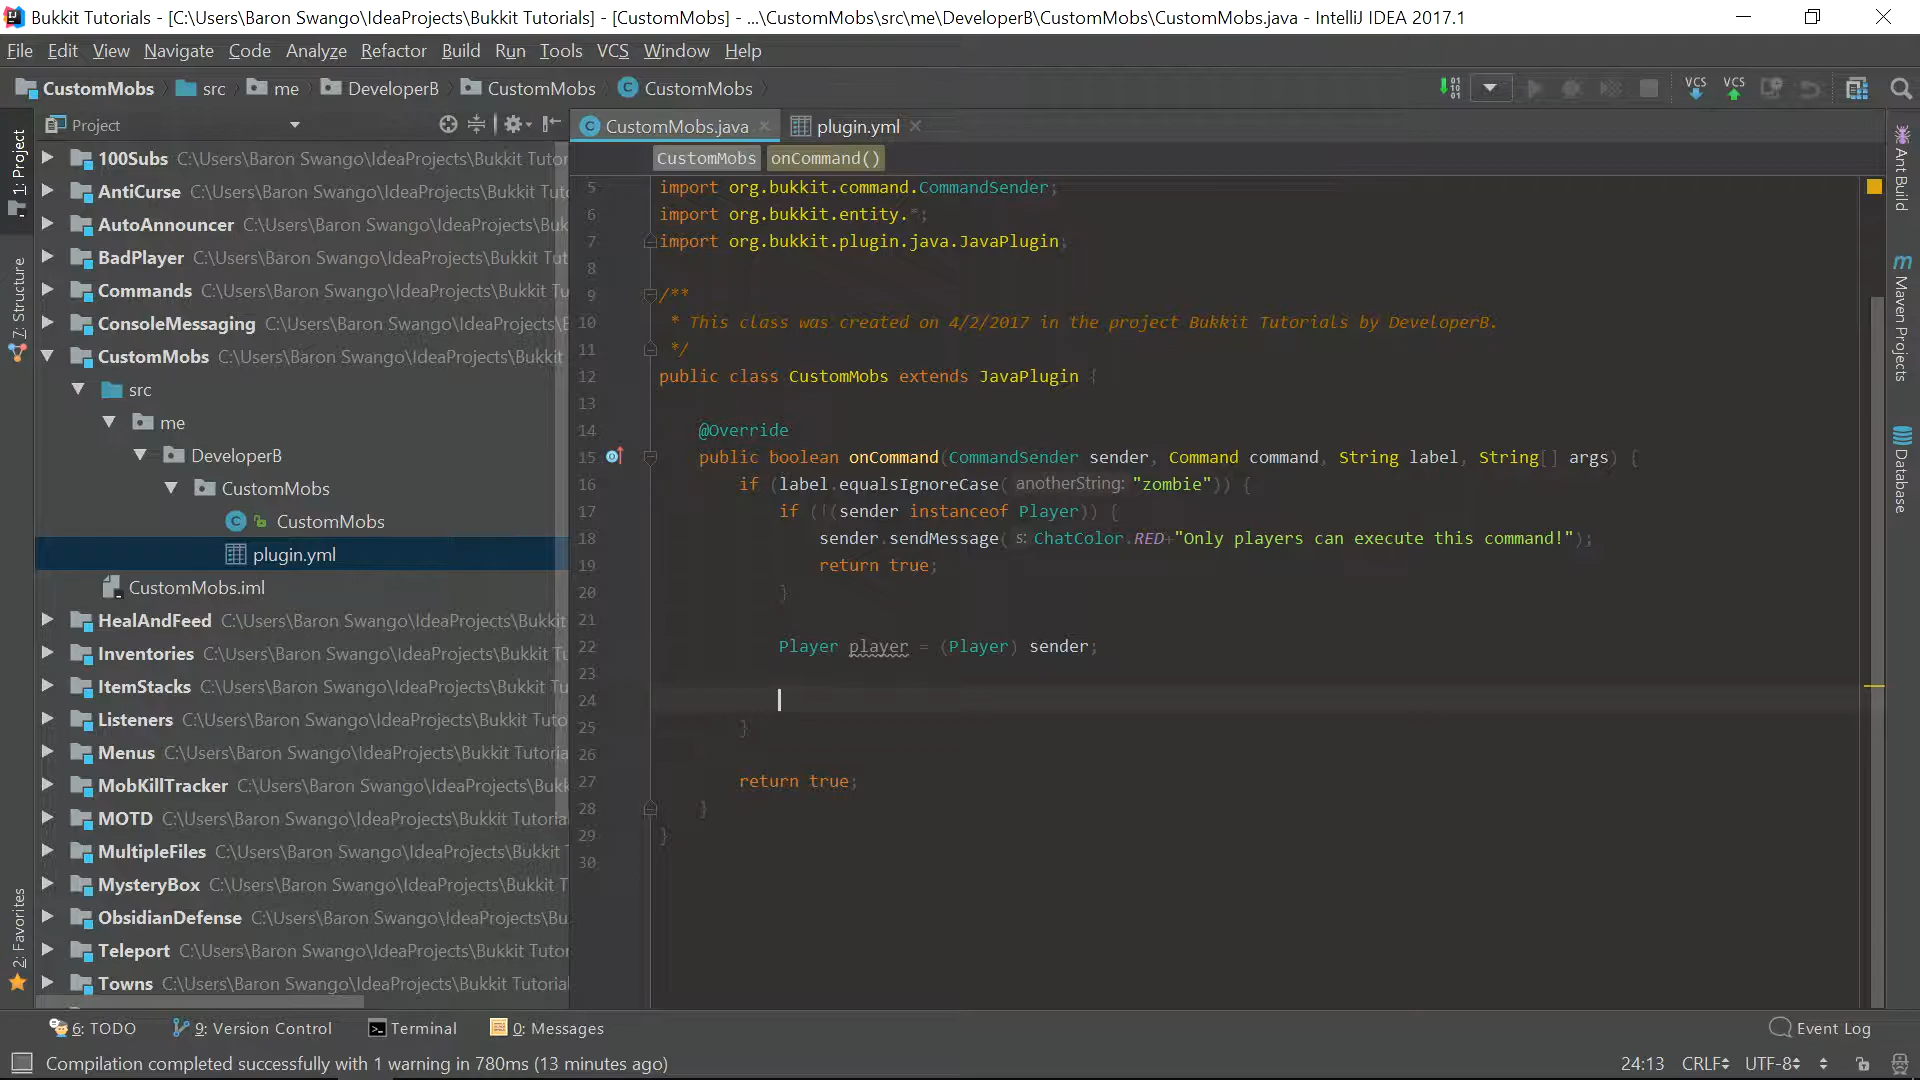 Bukkit Tutorials - [C:\Users\Baron Swango\IdeaProjects\Bukkit Tutorials] - [CustomMobs] - ...\CustomMobs\src\me\DeveloperB\CustomMobs\CustomMobs.java - IntelliJ IDEA 2017.1
File Edit View Navigate Code Analyze Refactor Build Run Tools VCS Window Help
CustomMobs src me DeveloperB CustomMobs CustomMobs
VCS VCS
Project
CustomMobs.java plugin.yml
CustomMobs onCommand()
1: Project
7: Structure
2: Favorites
100Subs C:\Users\Baron Swango\IdeaProjects\Bukkit Tutor
AntiCurse C:\Users\Baron Swango\IdeaProjects\Bukkit Tut
AutoAnnouncer C:\Users\Baron Swango\IdeaProjects\Bu
BadPlayer C:\Users\Baron Swango\IdeaProjects\Bukkit Tut
Commands C:\Users\Baron Swango\IdeaProjects\Bukkit T
ConsoleMessaging C:\Users\Baron Swango\IdeaProjects\B
CustomMobs C:\Users\Baron Swango\IdeaProjects\Bukkit
src
me
DeveloperB
CustomMobs
CustomMobs
plugin.yml
CustomMobs.iml
HealAndFeed C:\Users\Baron Swango\IdeaProjects\Bukkit
Inventories C:\Users\Baron Swango\IdeaProjects\Bukkit Tu
ItemStacks C:\Users\Baron Swango\IdeaProjects\Bukkit Tu
Listeners C:\Users\Baron Swango\IdeaProjects\Bukkit Tuto
Menus C:\Users\Baron Swango\IdeaProjects\Bukkit Tutoria
MobKillTracker C:\Users\Baron Swango\IdeaProjects\Bukk
MOTD C:\Users\Baron Swango\IdeaProjects\Bukkit Tutoria
MultipleFiles C:\Users\Baron Swango\IdeaProjects\Bukkit
MysteryBox C:\Users\Baron Swango\IdeaProjects\Bukkit T
ObsidianDefense C:\Users\Baron Swango\IdeaProjects\Bu
Teleport C:\Users\Baron Swango\IdeaProjects\Bukkit Tutor
Towns C:\Users\Baron Swango\IdeaProjects\Bukkit Tutorial
5 import org.bukkit.command.CommandSender;
6 import org.bukkit.entity.*;
7 import org.bukkit.plugin.java.JavaPlugin;
8
9 /**
10 * This class was created on 4/2/2017 in the project Bukkit Tutorials by DeveloperB.
11 */
12 public class CustomMobs extends JavaPlugin {
13
14 @Override
15 public boolean onCommand(CommandSender sender, Command command, String label, String[] args) {
16 if (label.equalsIgnoreCase( anotherString: "zombie")) {
17 if (!(sender instanceof Player)) {
18 sender.sendMessage( s: ChatColor.RED+"Only players can execute this command!");
19 return true;
20 }
21
22 Player player = (Player) sender;
23
24
25 }
26
27 return true;
28 }
29 }
30
Ant Build
m Maven Projects
Database
6: TODO 9: Version Control Terminal 0: Messages Event Log
Compilation completed successfully with 1 warning in 780ms (13 minutes ago) 24:13 CRLF UTF-8